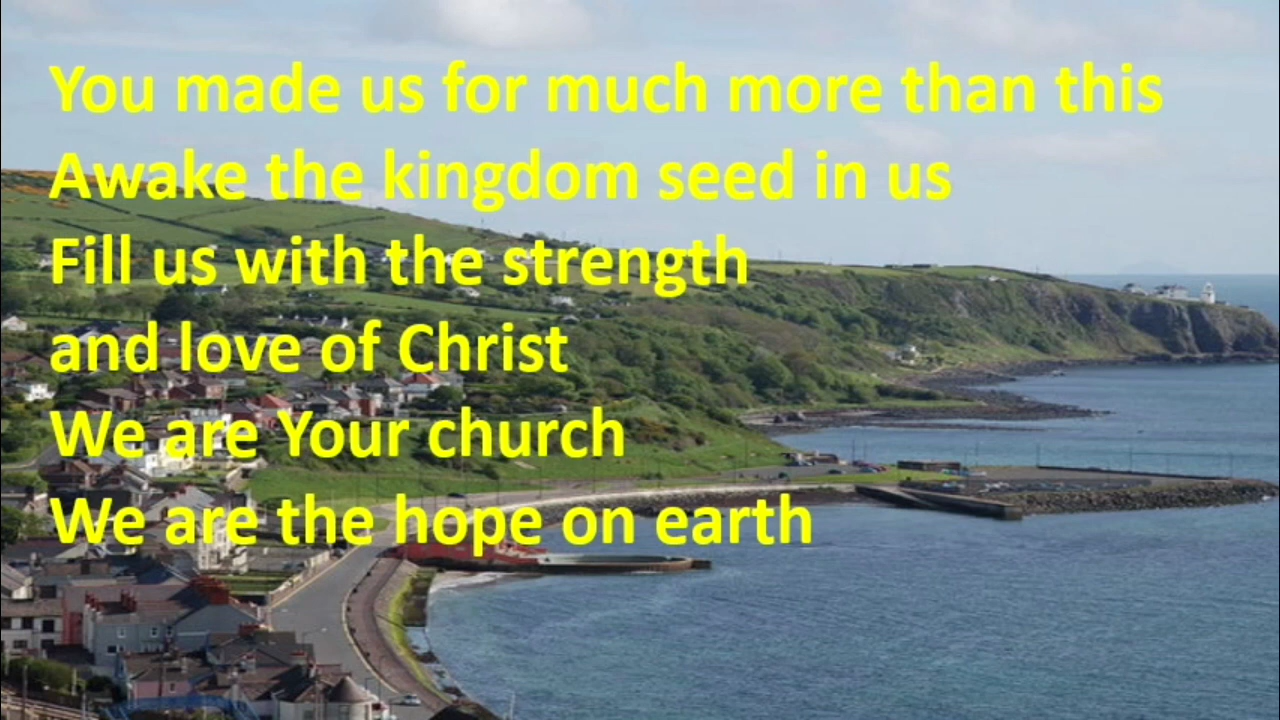 You made us for much more than this
Awake the kingdom seed in us
Fill us with the strength
and love of Christ
We are Your church
We are the hope on earth